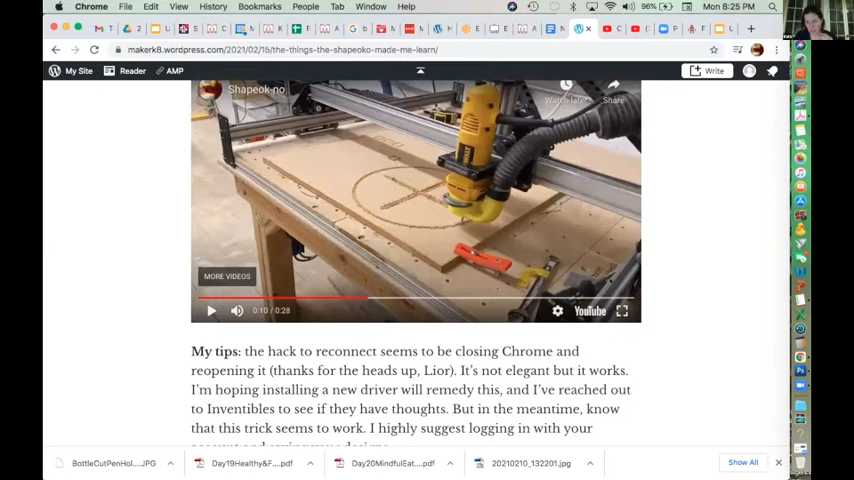 Chrome File Edit View History Bookmarks People Tab Window Help
96% Mon 8:25 PM
makerk8.wordpress.com/2021/02/15/the-things-the-shapeoko-made-me-learn/
My Site Reader AMP Write
Shapeok-no
Watch later Share
MORE VIDEOS
0:10 / 0:28 YouTube
My tips: the hack to reconnect seems to be closing Chrome and
reopening it (thanks for the heads up, Lior). It's not elegant but it works.
I'm hoping installing a new driver will remedy this, and I've reached out
to Inventibles to see if they have thoughts. But in the meantime, know
that this trick seems to work. I highly suggest logging in with your
BottleCutPenHol....JPG Day19Healthy&F....pdf Day20MindfulEat....pdf 20210210_132201.jpg Show All